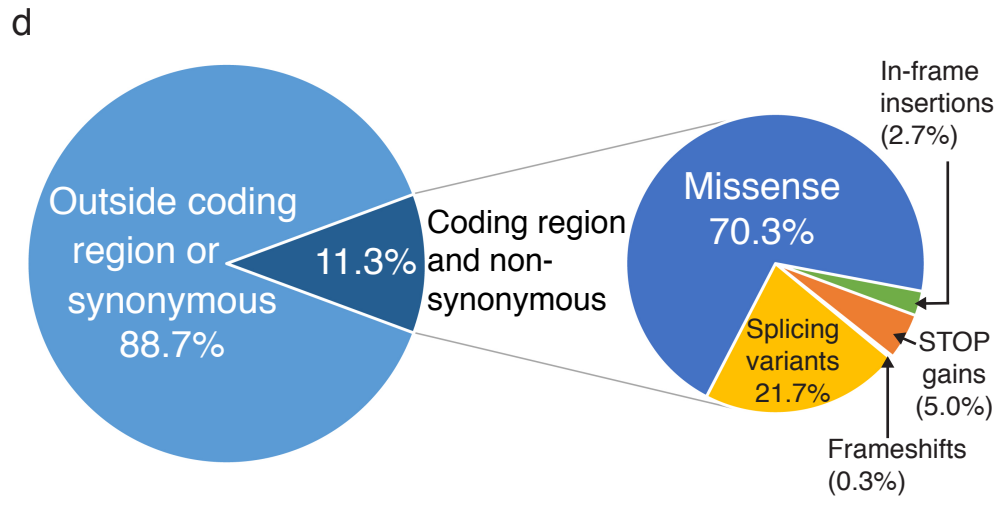 d
Outside coding
region or
synonymous
88.7%
11.3%
Coding region
and non-
synonymous
Missense
70.3%
In-frame
insertions
(2.7%)
STOP
gains
(5.0%)
Splicing
variants
21.7%
Frameshifts
(0.3%)